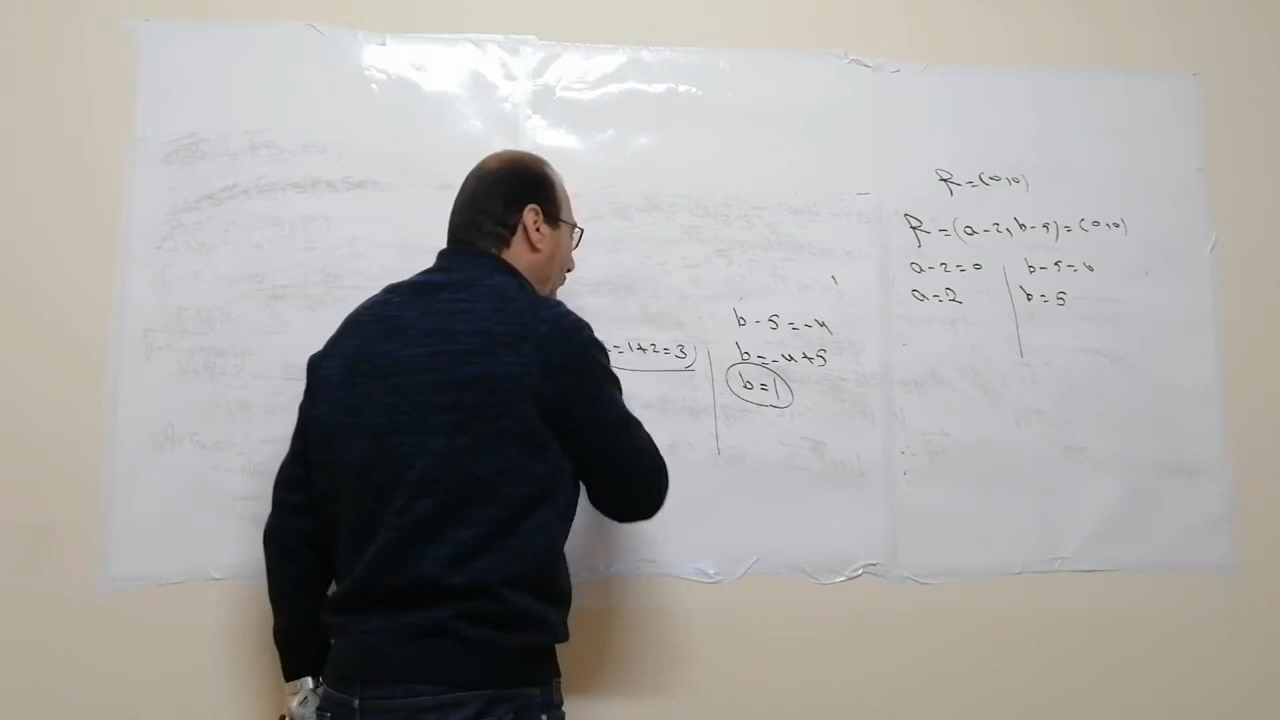 =1+2=3
b-5=-4
b=-4+5
b=1
R=(0,0)
R=(a-2, b-5)=(0,0)
a-2=0
a=2
b-5=0
b=5